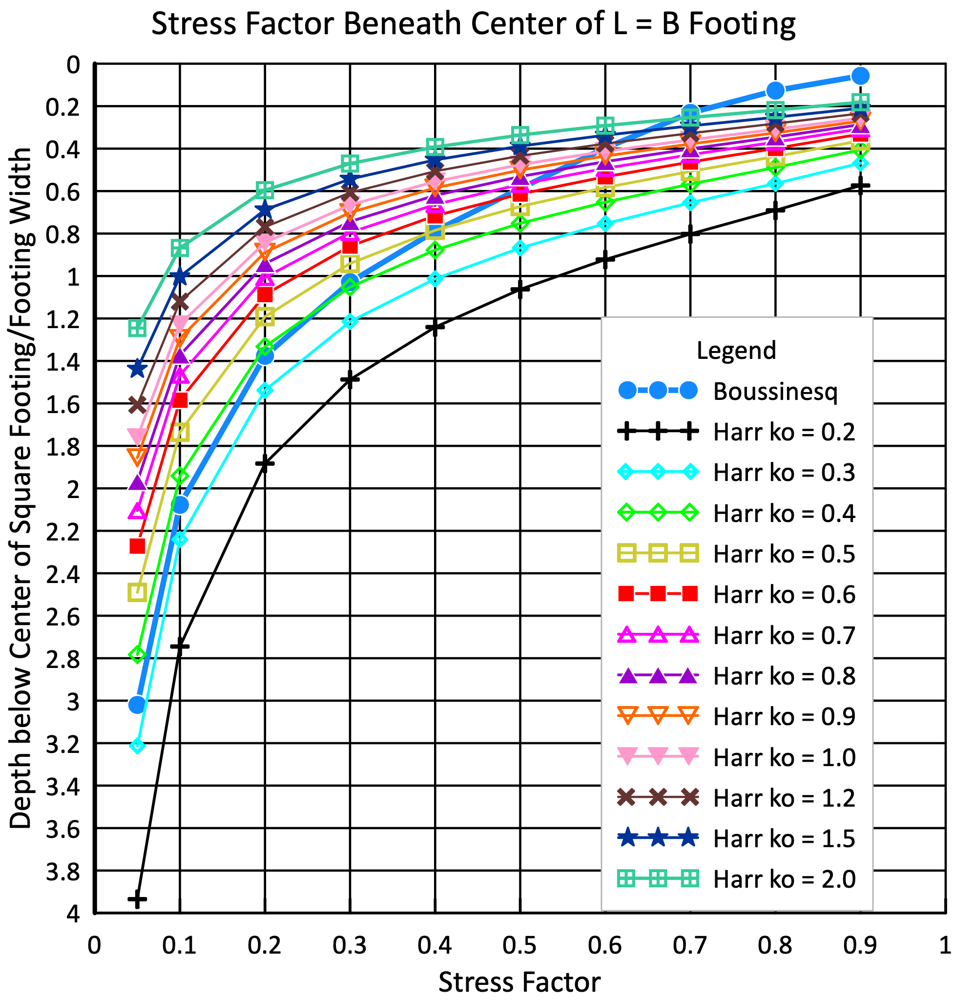 Stress Factor Beneath Center of L = B Footing
Depth below Center of Square Footing/Footing Width
0
0.2
0.4
0.6
0.8
1
1.2
1.4
1.6
1.8
2
2.2
2.4
2.6
2.8
3
3.2
3.4
3.6
3.8
4
Legend
Boussinesq
Harr ko = 0.2
Harr ko = 0.3
Harr ko = 0.4
Harr ko = 0.5
Harr ko = 0.6
Harr ko = 0.7
Harr ko = 0.8
Harr ko = 0.9
Harr ko = 1.0
Harr ko = 1.2
Harr ko = 1.5
Harr ko = 2.0
0 0.1 0.2 0.3 0.4 0.5 0.6 0.7 0.8 0.9 1
Stress Factor